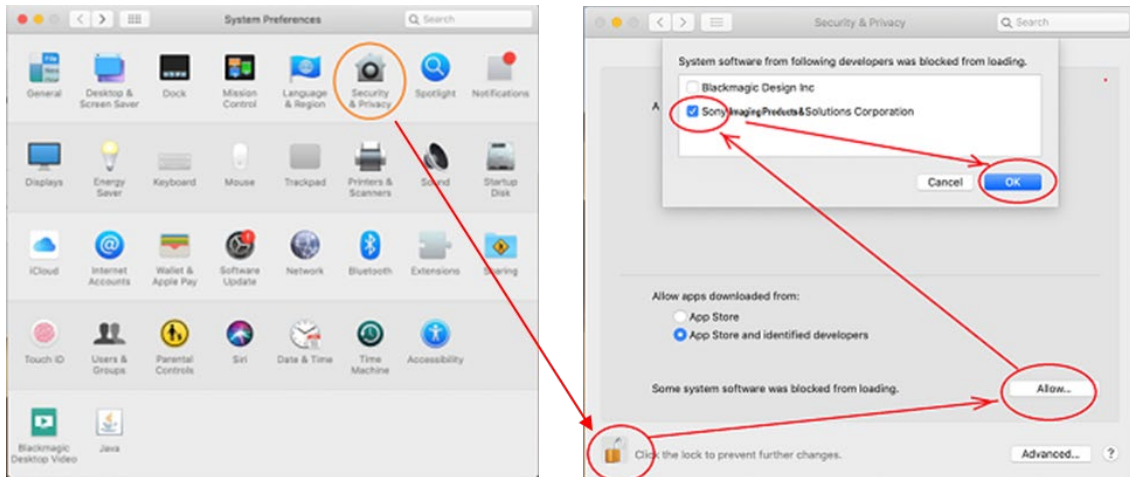 System Preferences
Search
General
Desktop &
Screen Saver
Dock
Mission
Control
Language
& Region
Security
& Privacy
Spotlight
Notifications
Displays
Energy
Saver
Keyboard
Mouse
Trackpad
Printers &
Scanners
Sound
Startup
Disk
iCloud
Internet
Accounts
Wallet &
Apple Pay
Software
Update
Network
Bluetooth
Extensions
Sharing
Touch ID
Users &
Groups
Parental
Controls
Siri
Date & Time
Time
Machine
Accessibility
Blackmagic
Desktop Video
Java
Security & Privacy
Search
System software from following developers was blocked from loading.
Blackmagic Design Inc
A
Sony Imaging Products & Solutions Corporation
Cancel
OK
Allow apps downloaded from:
App Store
App Store and identified developers
Some system software was blocked from loading.
Allow...
Click the lock to prevent further changes.
Advanced...
?